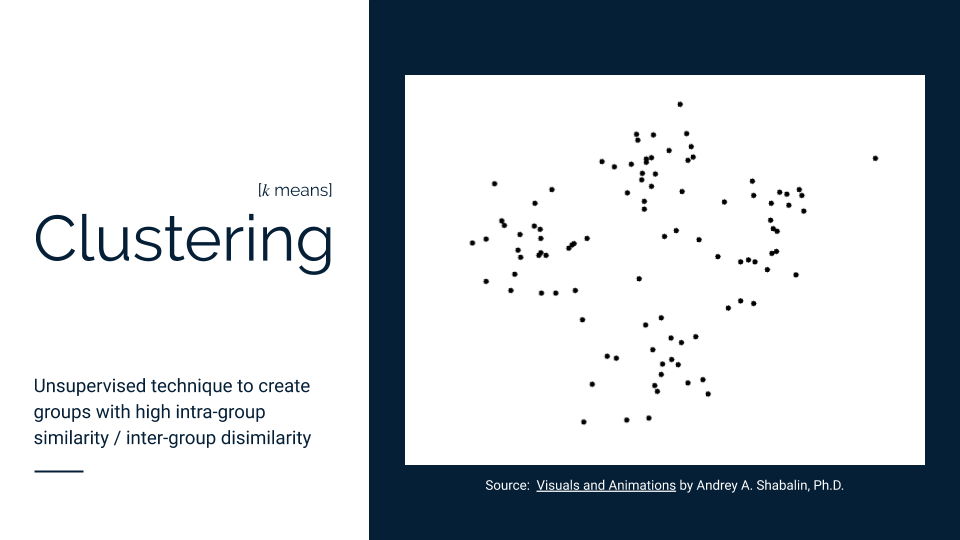 [k means]
Clustering
Unsupervised technique to create
groups with high intra-group
similarity / inter-group disimilarity
Source: Visuals and Animations by Andrey A. Shabalin, Ph.D.